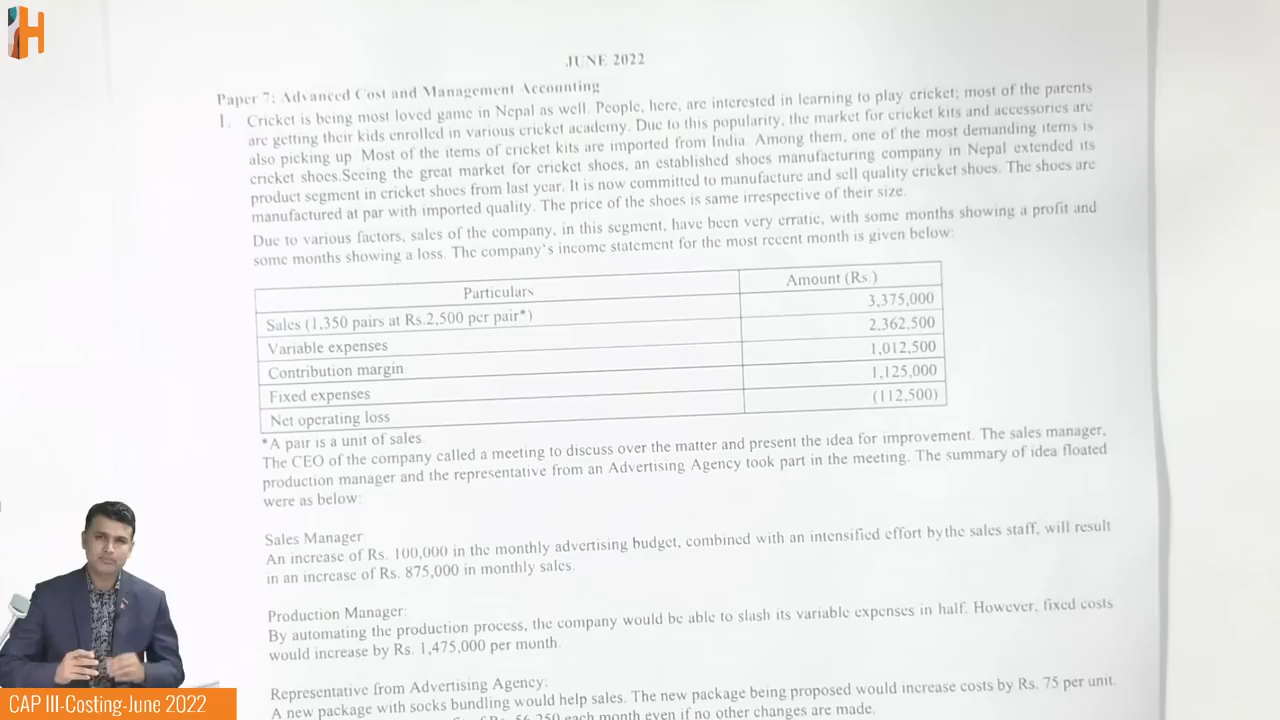 H
JUNE 2022
Paper 7: Advanced Cost and Management Accounting
1. Cricket is being most loved game in Nepal as well. People, here, are interested in learning to play cricket; most of the parents
are getting their kids enrolled in various cricket academy. Due to this popularity, the market for cricket kits and accessories are
also picking up. Most of the items of cricket kits are imported from India. Among them, one of the most demanding items is
cricket shoes.Seeing the great market for cricket shoes, an established shoes manufacturing company in Nepal extended its
product segment in cricket shoes from last year. It is now committed to manufacture and sell quality cricket shoes. The shoes are
manufactured at par with imported quality. The price of the shoes is same irrespective of their size.
Due to various factors, sales of the company, in this segment, have been very erratic, with some months showing a profit and
some months showing a loss. The company's income statement for the most recent month is given below:
Particulars Amount (Rs.)
Sales (1,350 pairs at Rs.2,500 per pair*) 3,375,000
Variable expenses 2,362,500
Contribution margin 1,012,500
Fixed expenses 1,125,000
Net operating loss (112,500)
*A pair is a unit of sales.
The CEO of the company called a meeting to discuss over the matter and present the idea for improvement. The sales manager,
production manager and the representative from an Advertising Agency took part in the meeting. The summary of idea floated
were as below:
Sales Manager:
An increase of Rs. 100,000 in the monthly advertising budget, combined with an intensified effort bythe sales staff, will result
in an increase of Rs. 875,000 in monthly sales.
Production Manager:
By automating the production process, the company would be able to slash its variable expenses in half. However, fixed costs
would increase by Rs. 1,475,000 per month.
Representative from Advertising Agency:
A new package with socks bundling would help sales. The new package being proposed would increase costs by Rs. 75 per unit.
56,250 each month even if no other changes are made.
CAP III-Costing-June 2022